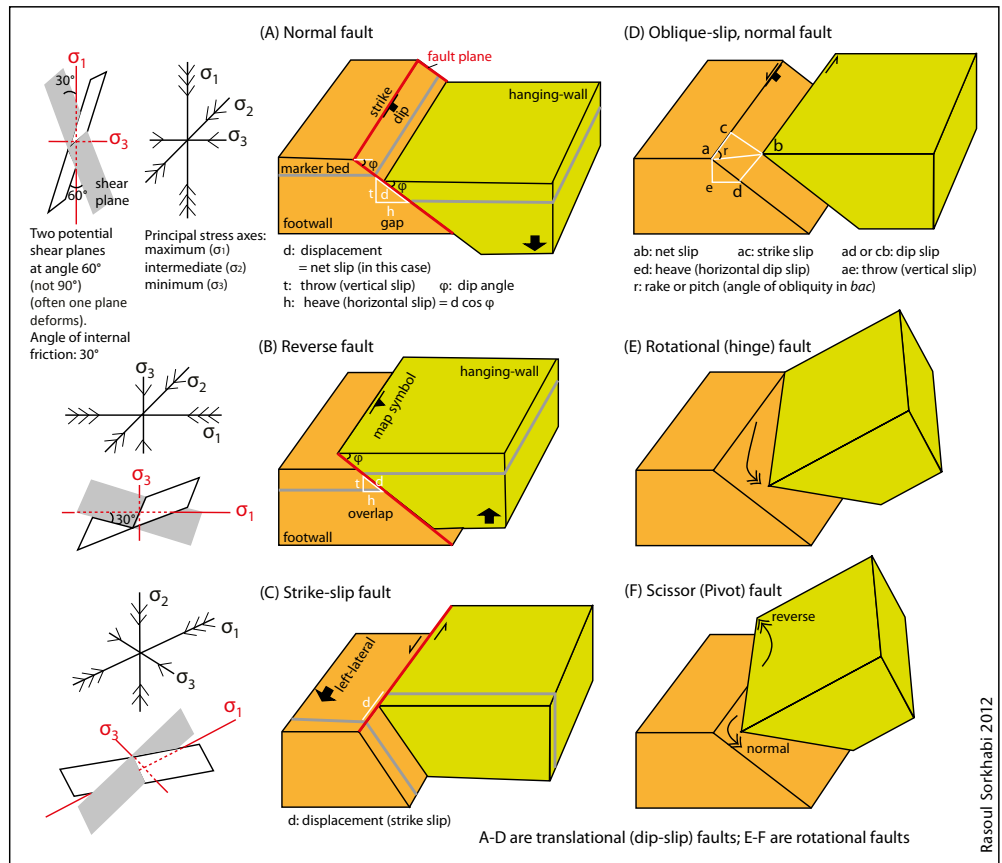 σ1
30°
σ3
60°
shear
plane
Two potential
shear planes
at angle 60°
(not 90°)
(often one plane
deforms).
Angle of internal
friction: 30°
σ1
σ2
σ3
Principal stress axes:
maximum (σ1)
intermediate (σ2)
minimum (σ3)
(A) Normal fault
fault plane
strike
dip
hanging-wall
φ
marker bed
φ
t d
h
gap
footwall
d: displacement
= net slip (in this case)
t: throw (vertical slip) φ: dip angle
h: heave (horizontal slip) = d cos φ
(D) Oblique-slip, normal fault
c
a r b
e d
ab: net slip ac: strike slip ad or cb: dip slip
ed: heave (horizontal dip slip) ae: throw (vertical slip)
r: rake or pitch (angle of obliquity in bac)
σ3
σ2
σ1
σ3
30°
σ1
(B) Reverse fault
hanging-wall
map symbol
φ
t d
h
overlap
footwall
(E) Rotational (hinge) fault
σ2
σ1
σ3
σ1
σ3
(C) Strike-slip fault
left-lateral
d
d: displacement (strike slip)
(F) Scissor (Pivot) fault
reverse
normal
A-D are translational (dip-slip) faults; E-F are rotational faults
Rasoul Sorkhabi 2012